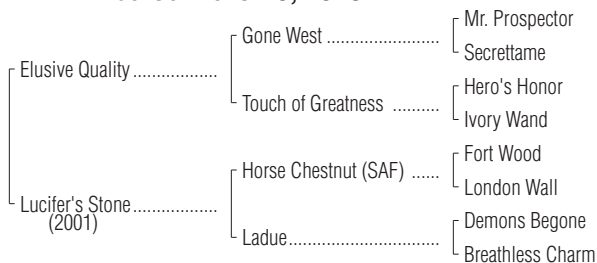 Gone West
Mr. Prospector
Secrettame
Elusive Quality
Touch of Greatness
Hero's Honor
Ivory Wand
Horse Chestnut (SAF)
Fort Wood
London Wall
Lucifer's Stone
(2001)
Ladue
Demons Begone
Breathless Charm